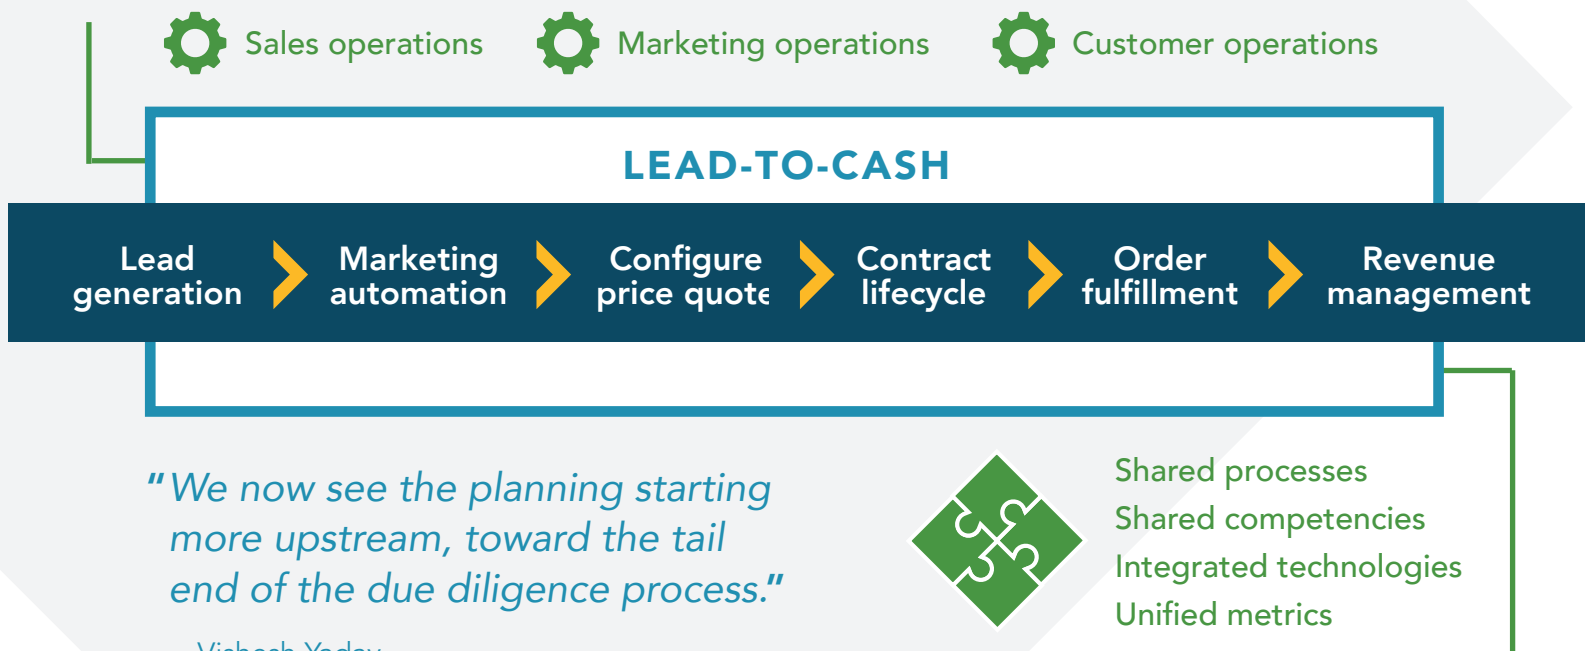 Sales operations
Marketing operations
Customer operations
LEAD-TO-CASH
Lead
generation
Marketing
automation
Configure
price quote
Contract
lifecycle
Order
fulfillment
Revenue
management
"We now see the planning starting
more upstream, toward the tail
end of the due diligence process."
Vishesh Yadav
Shared processes
Shared competencies
Integrated technologies
Unified metrics